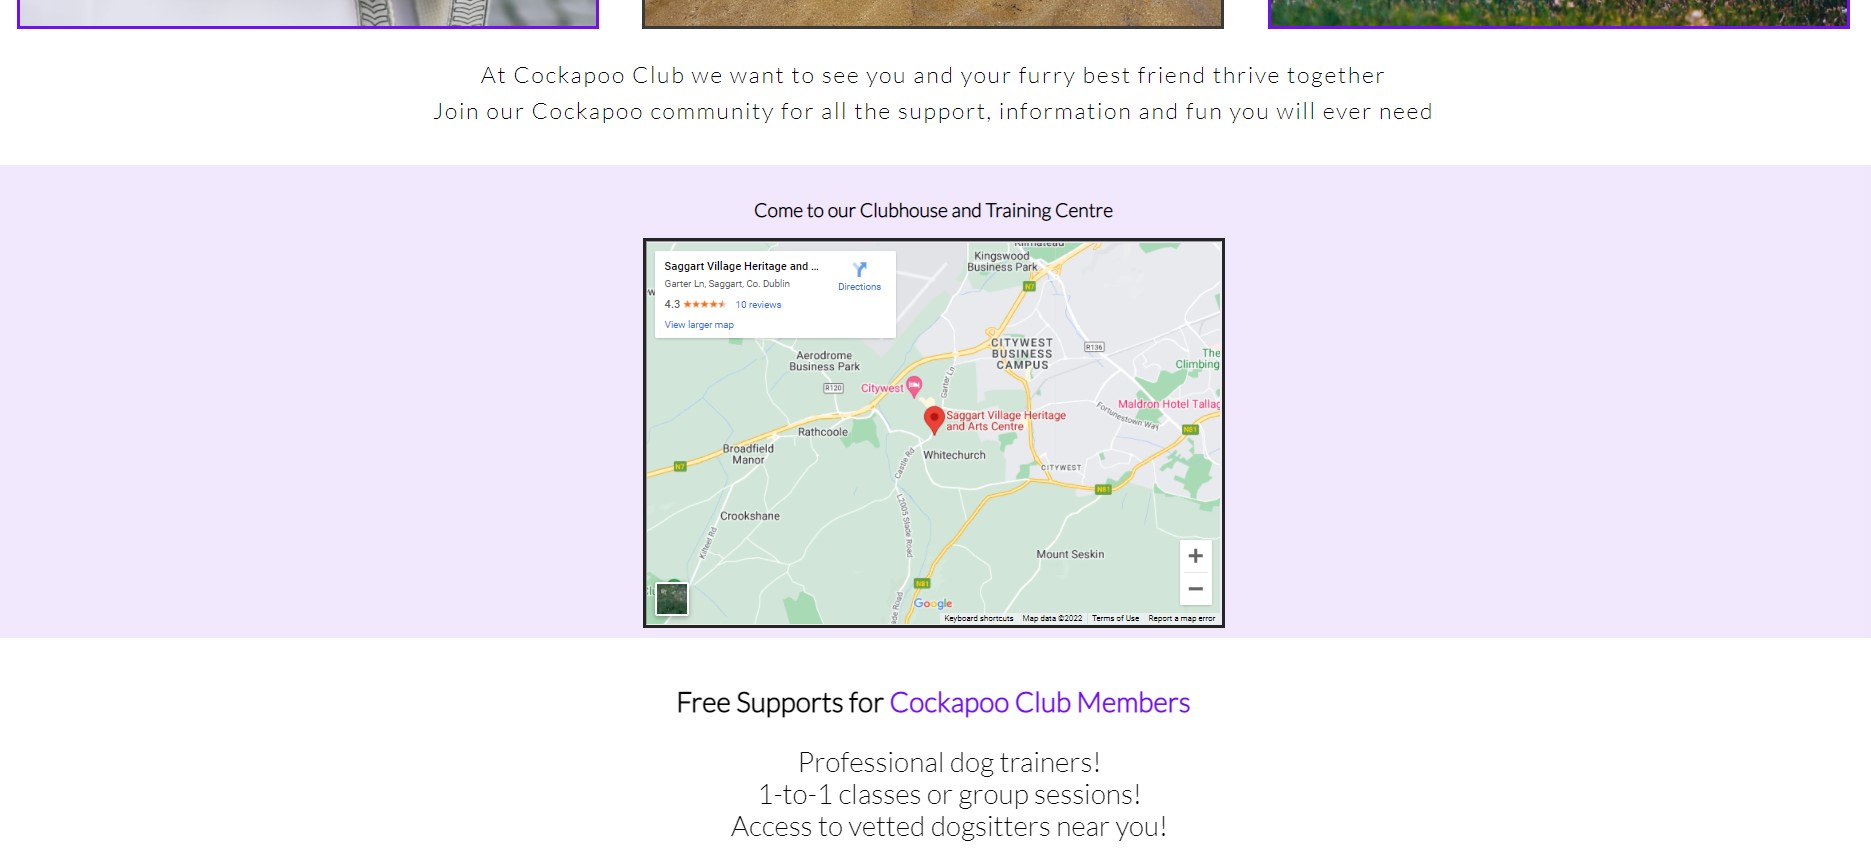 At Cockapoo Club we want to see you and your furry best friend thrive together
Join our Cockapoo community for all the support, information and fun you will ever need
Come to our Clubhouse and Training Centre
Saggart Village Heritage and ...
Garter Ln, Saggart, Co. Dublin
4.3
10 reviews
View larger map
Directions
Kingswood
Business Park
N7
CITYWEST
BUSINESS
CAMPUS
R136
The
Climbing
Aerodrome
Business Park
R120
Citywest
Garter Ln
Maldron Hotel Tallag
Fortunestown Way
N81
Saggart Village Heritage
and Arts Centre
Rathcoole
Broadfield
Manor
N7
Whitechurch
Castle Rd
CITYWEST
N81
L2005 Slade Road
Crookshane
Kilteel Rd
Mount Seskin
+
−
N81
Google
Keyboard shortcuts
Map data ©2022
Terms of Use
Report a map error
Free Supports for Cockapoo Club Members
Professional dog trainers!
1-to-1 classes or group sessions!
Access to vetted dogsitters near you!